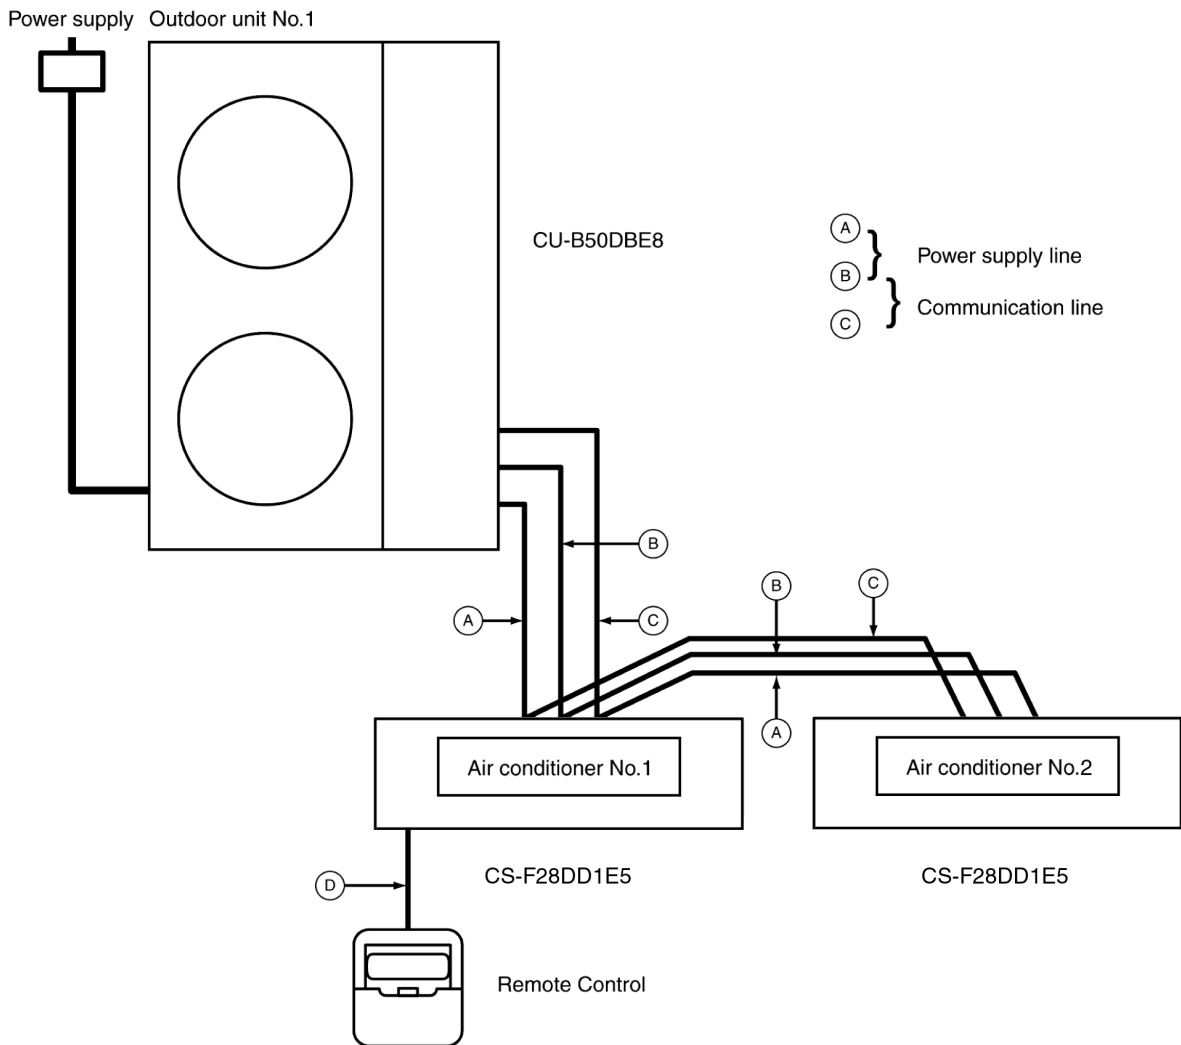 Power supply
Outdoor unit No.1
CU-B50DBE8
A
B
C
Power supply line
Communication line
B
A
C
B
C
A
Air conditioner No.1
Air conditioner No.2
CS-F28DD1E5
CS-F28DD1E5
D
Remote Control